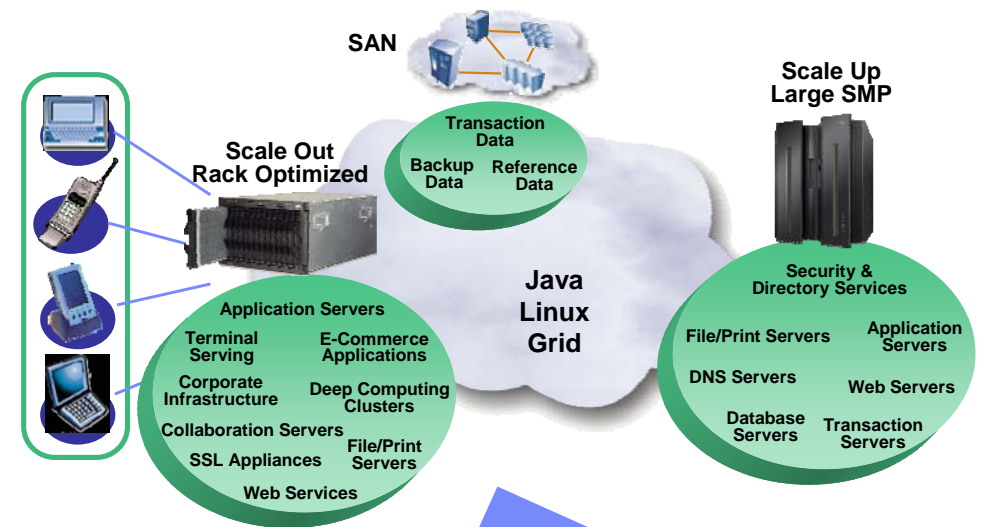 SAN
Scale Up
Large SMP
Transaction
Data
Backup
Data
Reference
Data
Scale Out
Rack Optimized
Java
Linux
Grid
Application Servers
Terminal
Serving
E-Commerce
Applications
Corporate
Infrastructure
Deep Computing
Clusters
Collaboration Servers
File/Print
Servers
SSL Appliances
Web Services
Security &
Directory Services
File/Print Servers
Application
Servers
DNS Servers
Web Servers
Database
Servers
Transaction
Servers